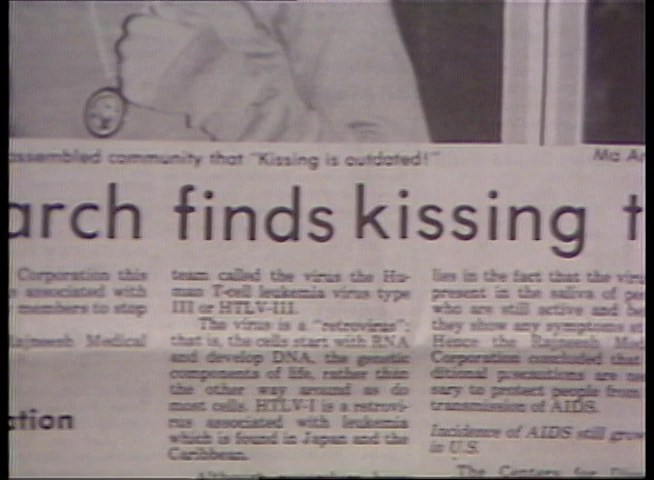 assembled community that "Kissing is outdated!"
Ma
arch finds kissing t
Corporation this
associated with
members to stop
Rajneesh Medical
ction
team called the virus the Hu-
man T-cell leukemia virus type
III or HTLV-III.
The virus is a "retrovirus";
that is, the cells start with RNA
and develop DNA, the genetic
components of life, rather than
the other way around as do
most cells. HTLV-I is a retrovi-
rus associated with leukemia
which is found in Japan and the
Caribbean.
Although
lies in the fact that the viru
present in the saliva of pe
who are still active and be
they show any symptoms
Hence the Rajneesh Med
Corporation concluded that
ditional precautions are ne
sary to protect people from
transmission of AIDS.
Incidence of AIDS still grow
in U.S.
The Centers for Dis